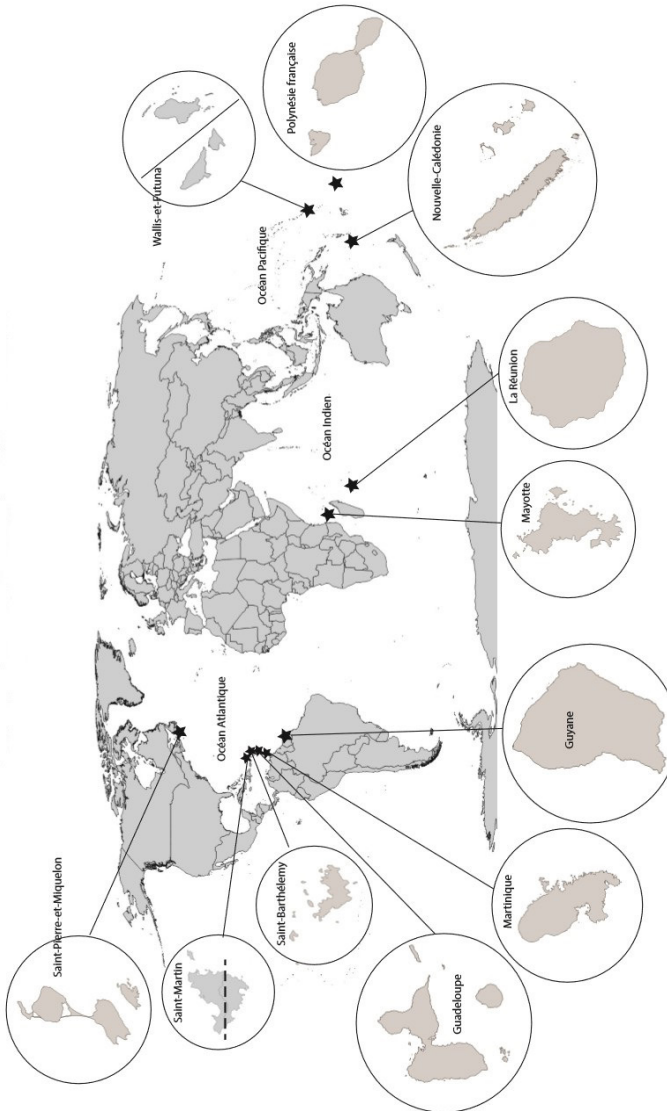 Saint-Pierre-et-Miquelon
Saint-Martin
Saint-Barthélemy
Guadeloupe
Martinique
Guyane
Océan Atlantique
Mayotte
La Réunion
Océan Indien
Océan Pacifique
Wallis-et-Futuna
Polynésie française
Nouvelle-Calédonie